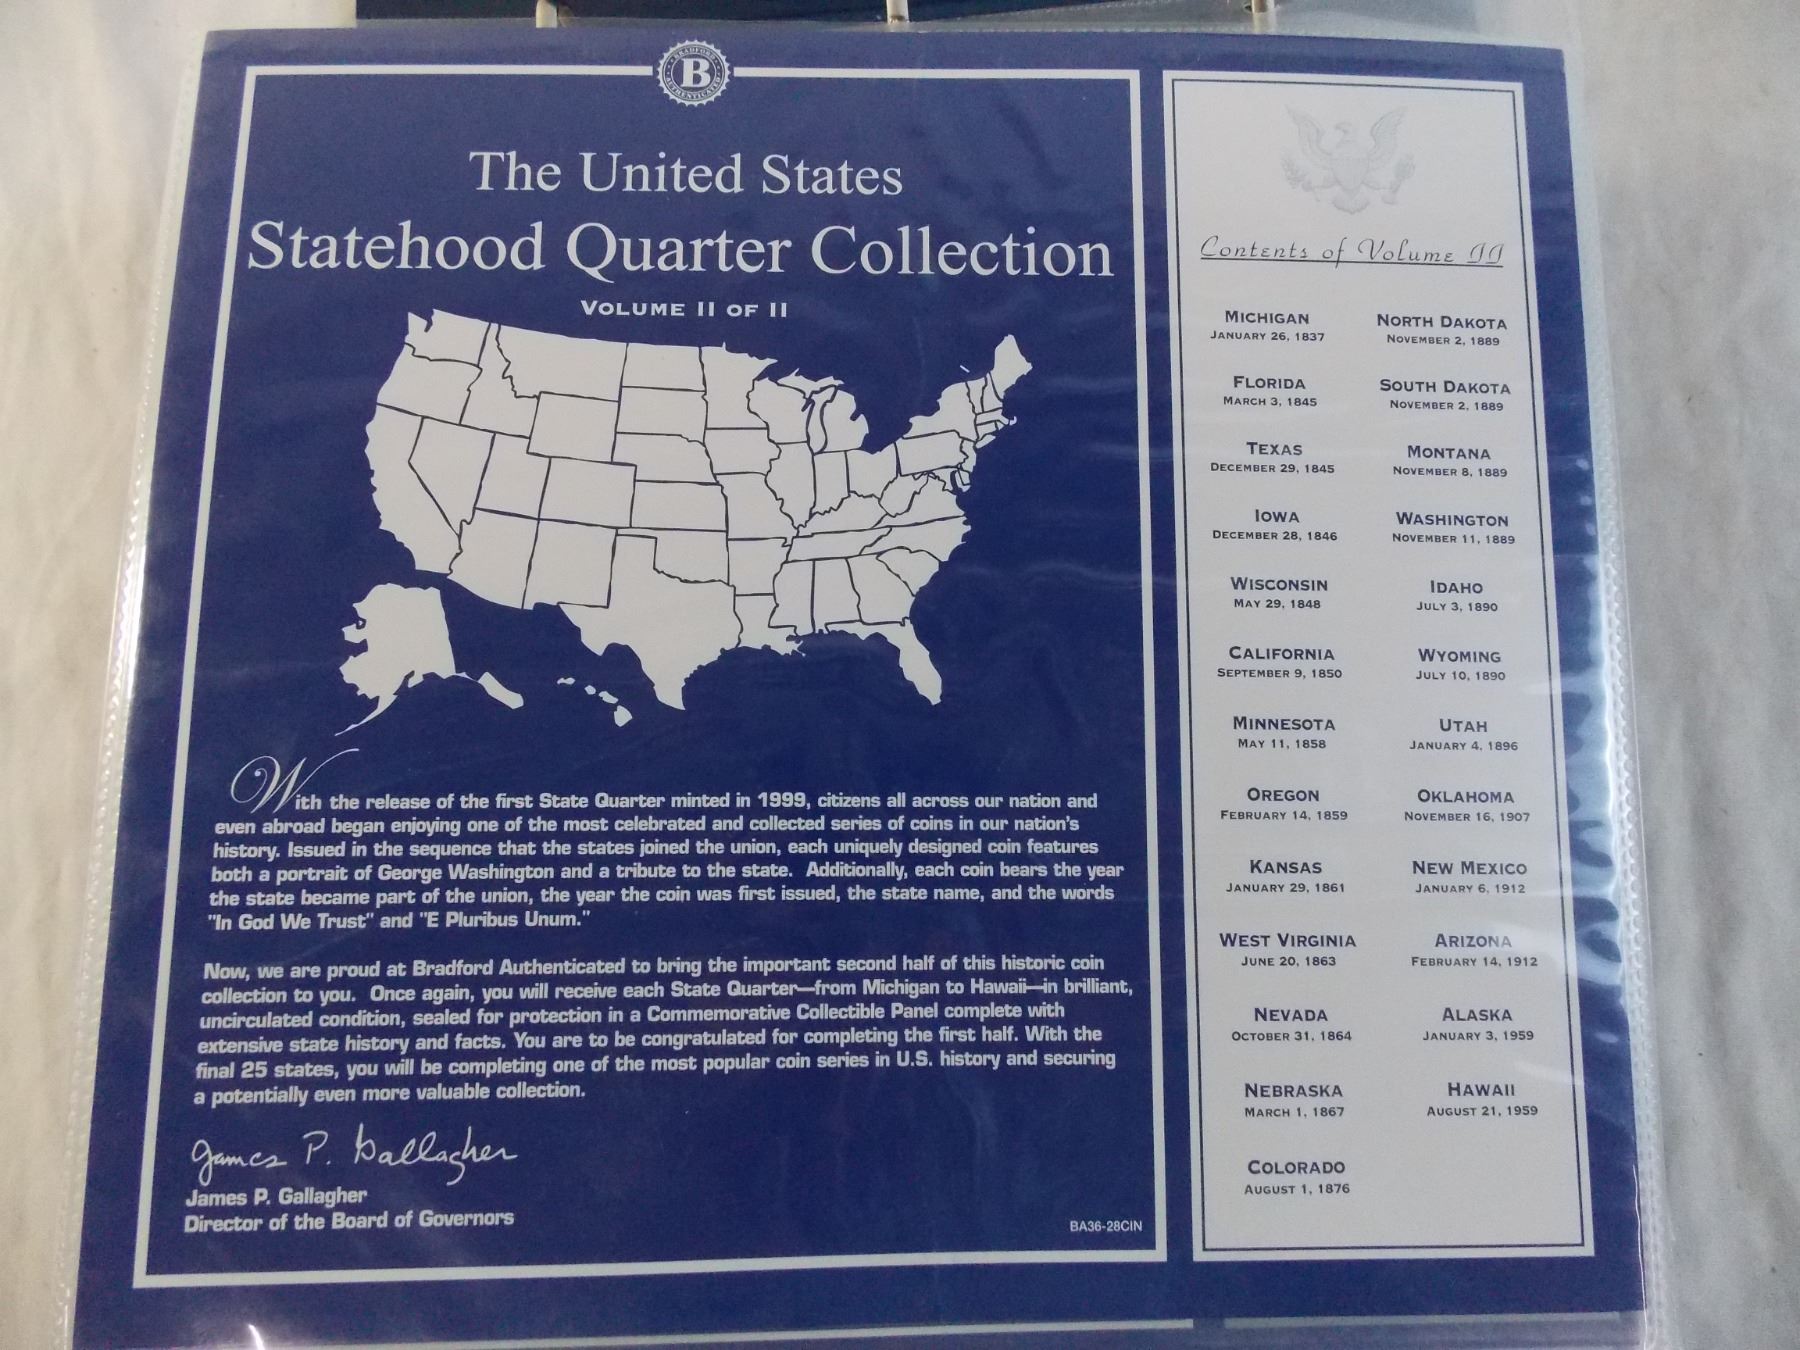 BRADFORD
B
AUTHENTICATED
The United States
Statehood Quarter Collection
VOLUME II OF II
With the release of the first State Quarter minted in 1999, citizens all across our nation and
even abroad began enjoying one of the most celebrated and collected series of coins in our nation's
history. Issued in the sequence that the states joined the union, each uniquely designed coin features
both a portrait of George Washington and a tribute to the state. Additionally, each coin bears the year
the state became part of the union, the year the coin was first issued, the state name, and the words
"In God We Trust" and "E Pluribus Unum."
Now, we are proud at Bradford Authenticated to bring the important second half of this historic coin
collection to you. Once again, you will receive each State Quarter—from Michigan to Hawaii—in brilliant,
uncirculated condition, sealed for protection in a Commemorative Collectible Panel complete with
extensive state history and facts. You are to be congratulated for completing the first half. With the
final 25 states, you will be completing one of the most popular coin series in U.S. history and securing
a potentially even more valuable collection.
James P. Gallagher
James P. Gallagher
Director of the Board of Governors
BA36-28CIN
Contents of Volume II
MICHIGAN
JANUARY 26, 1837
FLORIDA
MARCH 3, 1845
TEXAS
DECEMBER 29, 1845
IOWA
DECEMBER 28, 1846
WISCONSIN
MAY 29, 1848
CALIFORNIA
SEPTEMBER 9, 1850
MINNESOTA
MAY 11, 1858
OREGON
FEBRUARY 14, 1859
KANSAS
JANUARY 29, 1861
WEST VIRGINIA
JUNE 20, 1863
NEVADA
OCTOBER 31, 1864
NEBRASKA
MARCH 1, 1867
COLORADO
AUGUST 1, 1876
NORTH DAKOTA
NOVEMBER 2, 1889
SOUTH DAKOTA
NOVEMBER 2, 1889
MONTANA
NOVEMBER 8, 1889
WASHINGTON
NOVEMBER 11, 1889
IDAHO
JULY 3, 1890
WYOMING
JULY 10, 1890
UTAH
JANUARY 4, 1896
OKLAHOMA
NOVEMBER 16, 1907
NEW MEXICO
JANUARY 6, 1912
ARIZONA
FEBRUARY 14, 1912
ALASKA
JANUARY 3, 1959
HAWAII
AUGUST 21, 1959